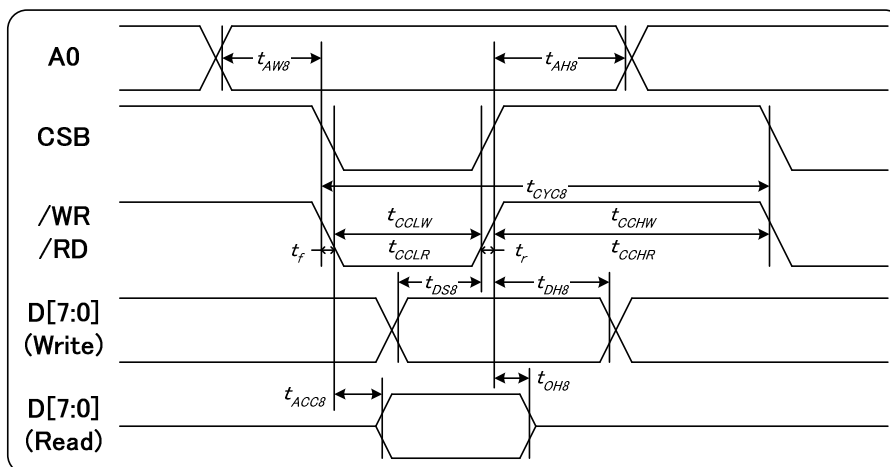 A0
tAW8
tAH8
CSB
tCYC8
/WR
/RD
tCCLW
tCCHW
tf
tCCLR
tr
tCCHR
tDS8
tDH8
D[7:0]
(Write)
tACC8
tOH8
D[7:0]
(Read)